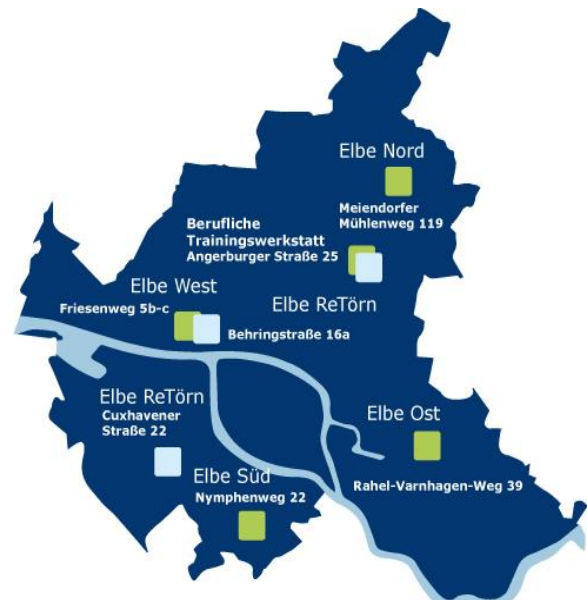 Elbe Nord
Meiendorfer
Mühlenweg 119
Berufliche
Trainingswerkstatt
Angerburger Straße 25
Elbe West
Friesenweg 5b-c
Elbe ReTörn
Behringstraße 16a
Elbe ReTörn
Cuxhavener
Straße 22
Elbe Ost
Rahel-Varnhagen-Weg 39
Elbe Süd
Nymphenweg 22